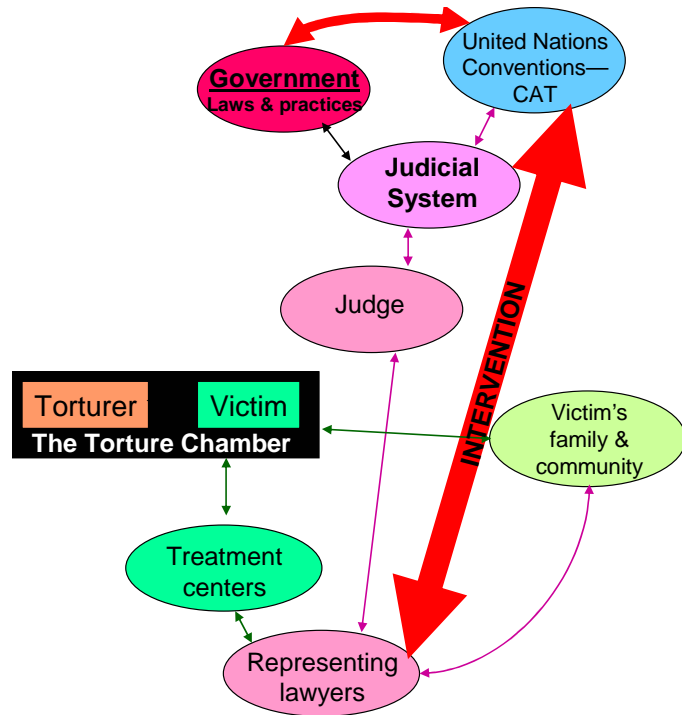 United Nations
Conventions—
CAT
Government
Laws & practices
Judicial
System
Judge
INTERVENTION
Torturer
Victim
The Torture Chamber
Victim's
family &
community
Treatment
centers
Representing
lawyers